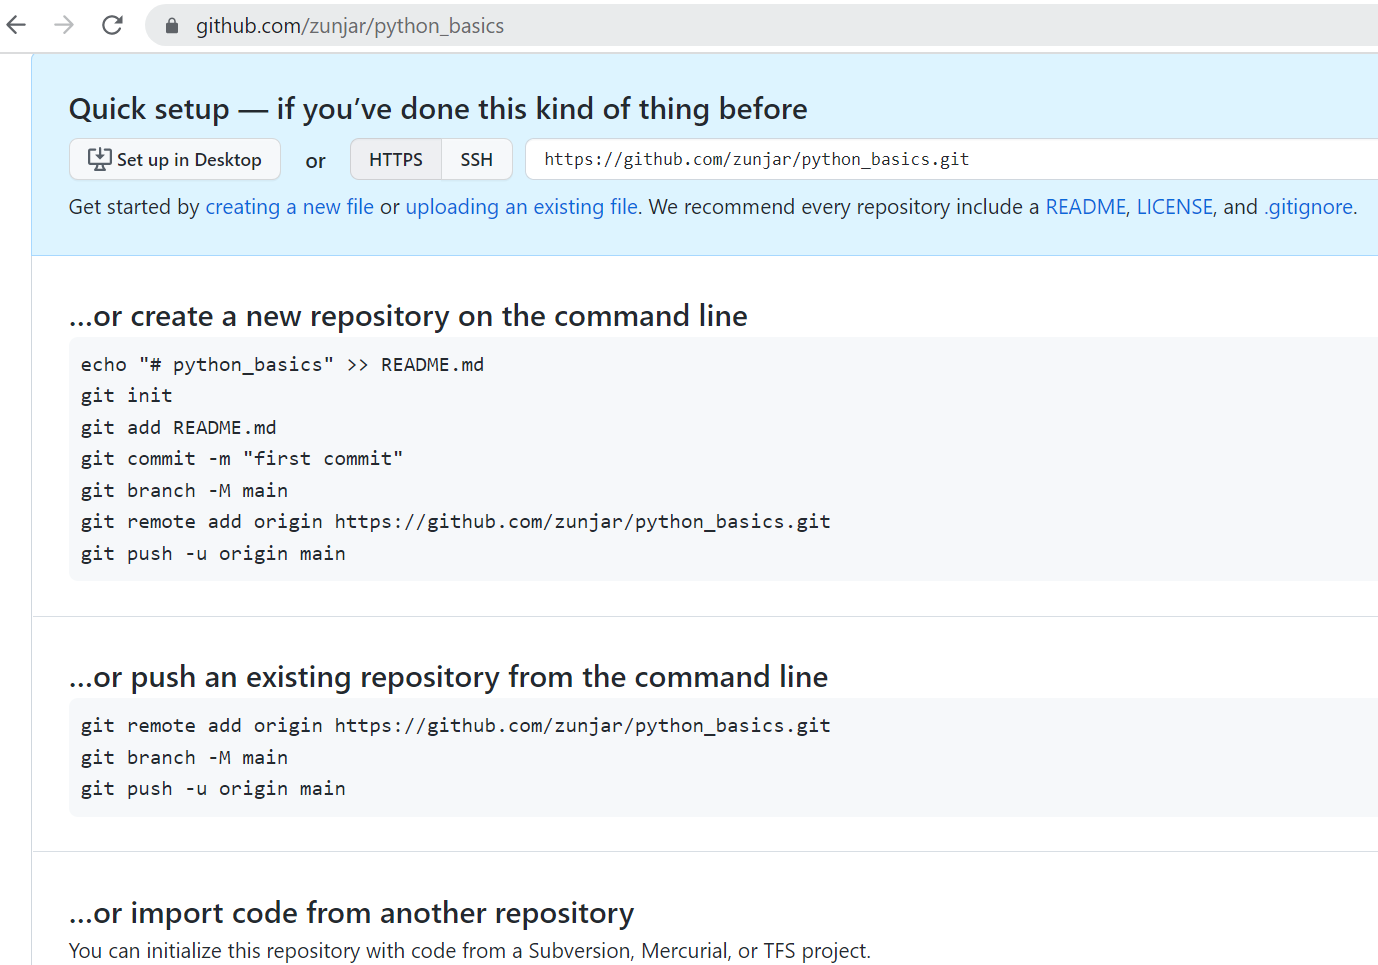 github.com/zunjar/python_basics
Quick setup — if you’ve done this kind of thing before
Set up in Desktop or HTTPS SSH https://github.com/zunjar/python_basics.git
Get started by creating a new file or uploading an existing file. We recommend every repository include a README, LICENSE, and .gitignore.
…or create a new repository on the command line
echo "# python_basics" >> README.md
git init
git add README.md
git commit -m "first commit"
git branch -M main
git remote add origin https://github.com/zunjar/python_basics.git
git push -u origin main
…or push an existing repository from the command line
git remote add origin https://github.com/zunjar/python_basics.git
git branch -M main
git push -u origin main
…or import code from another repository
You can initialize this repository with code from a Subversion, Mercurial, or TFS project.